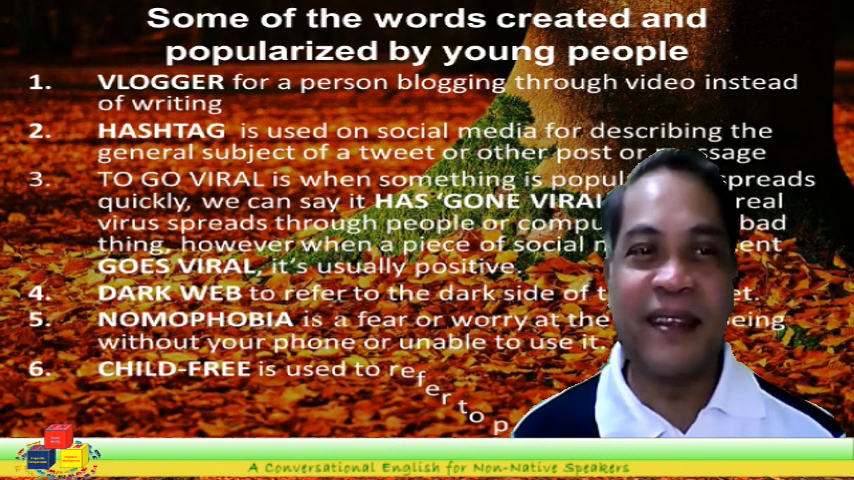 Some of the words created and
popularized by young people
1. VLOGGER for a person blogging through video instead
of writing
2. HASHTAG is used on social media for describing the
general subject of a tweet or other post or message
3. TO GO VIRAL is when something is spreads
quickly, we can say it HAS ‘GONE VIRAL real
virus spreads through people or bad
thing, however when a piece of social
GOES VIRAL, it’s usually positive.
4. DARK WEB to refer to the dark side of
5. NOMOPHOBIA is a fear or worry at the being
without your phone or unable to use it.
6. CHILD-FREE is used to refer to p
A Conversational English for Non-Native Speakers